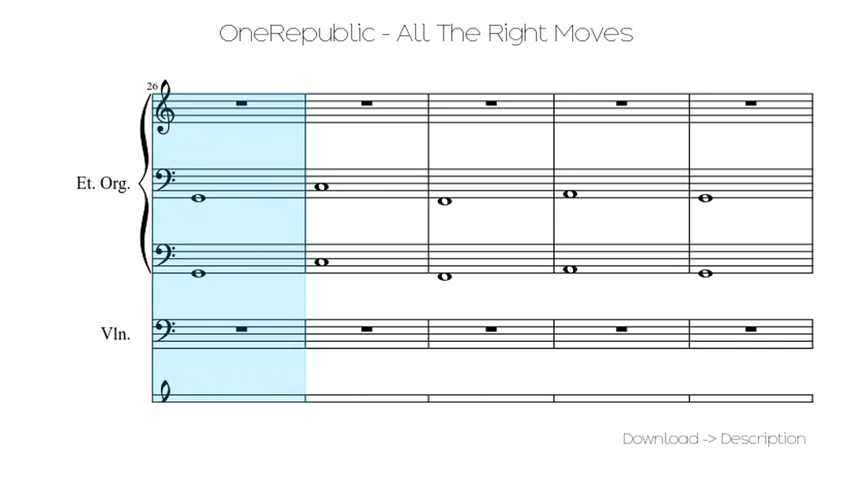 OneRepublic - All The Right Moves
26
Et. Org.
Vln.
Download -> Description